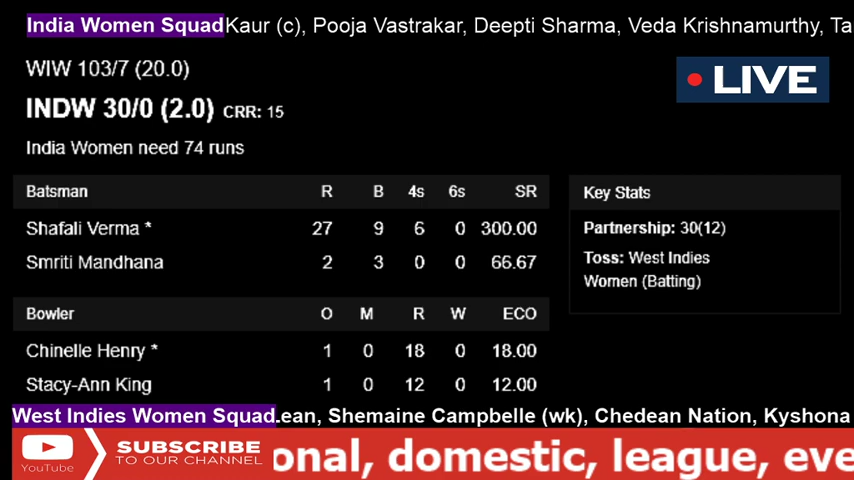 India Women Squad Kaur (c), Pooja Vastrakar, Deepti Sharma, Veda Krishnamurthy, Ta
WIW 103/7 (20.0)
LIVE
INDW 30/0 (2.0) CRR: 15
India Women need 74 runs
Batsman R B 4s 6s SR
Shafali Verma * 27 9 6 0 300.00
Smriti Mandhana 2 3 0 0 66.67
Key Stats
Partnership: 30(12)
Toss: West Indies
Women (Batting)
Bowler O M R W ECO
Chinelle Henry * 1 0 18 0 18.00
Stacy-Ann King 1 0 12 0 12.00
West Indies Women Squad Lean, Shemaine Campbelle (wk), Chedean Nation, Kyshona
YouTube
SUBSCRIBE
TO OUR CHANNEL
onal, domestic, league, eve